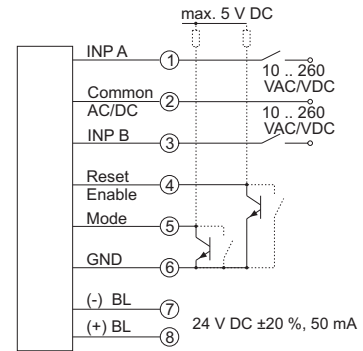 max. 5 V DC
INP A
1
10 .. 260
VAC/VDC
Common
AC/DC
2
10 .. 260
VAC/VDC
INP B
3
Reset
Enable
4
Mode
5
GND
6
(-) BL
7
(+) BL
8
24 V DC ±20 %, 50 mA